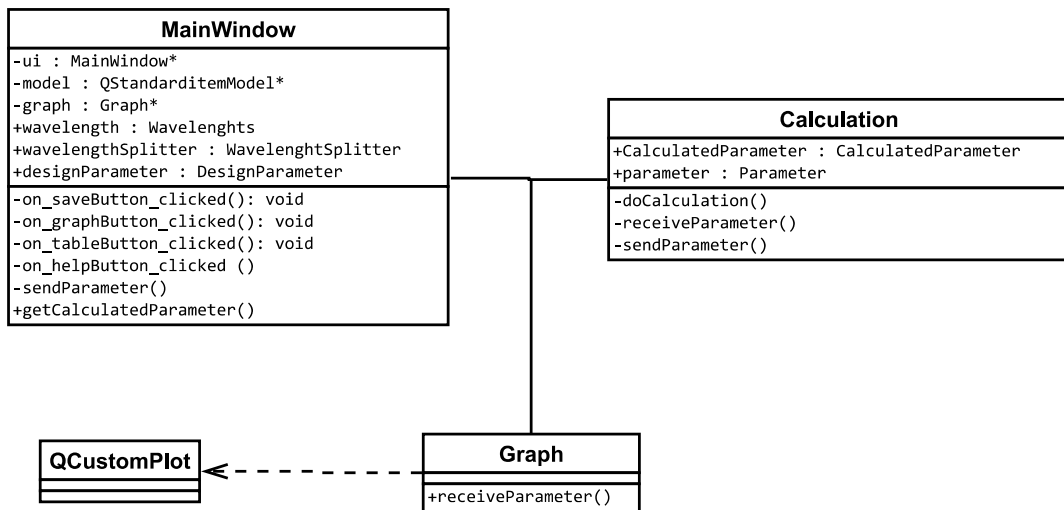 MainWindow
-ui : MainWindow*
-model : QStandarditemModel*
-graph : Graph*
+wavelength : Wavelenghts
+wavelengthSplitter : WavelenghtSplitter
+designParameter : DesignParameter
-on_saveButton_clicked(): void
-on_graphButton_clicked(): void
-on_tableButton_clicked(): void
-on_helpButton_clicked ()
-sendParameter()
+getCalculatedParameter()
Calculation
+CalculatedParameter : CalculatedParameter
+parameter : Parameter
-doCalculation()
-receiveParameter()
-sendParameter()
QCustomPlot
Graph
+receiveParameter()